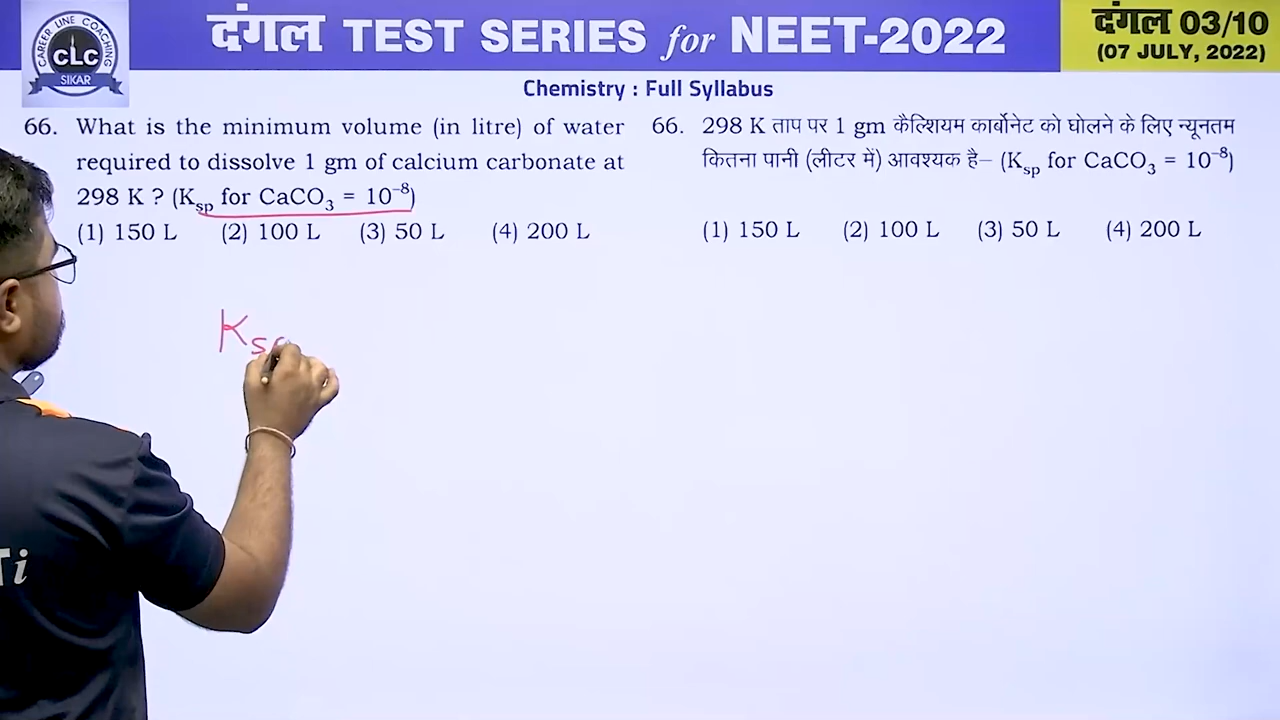 दंगल TEST SERIES for NEET-2022
दंगल 03/10
(07 JULY, 2022)
CAREER LINE COACHING
CLC
SIKAR
Chemistry : Full Syllabus
66. What is the minimum volume (in litre) of water
required to dissolve 1 gm of calcium carbonate at
298 K ? (Ksp for CaCO3 = 10⁻⁸)
(1) 150 L (2) 100 L (3) 50 L (4) 200 L
66. 298 K ताप पर 1 gm कैल्शियम कार्बोनेट को घोलने के लिए न्यूनतम
कितना पानी (लीटर में) आवश्यक है– (Ksp for CaCO3 = 10⁻⁸)
(1) 150 L (2) 100 L (3) 50 L (4) 200 L